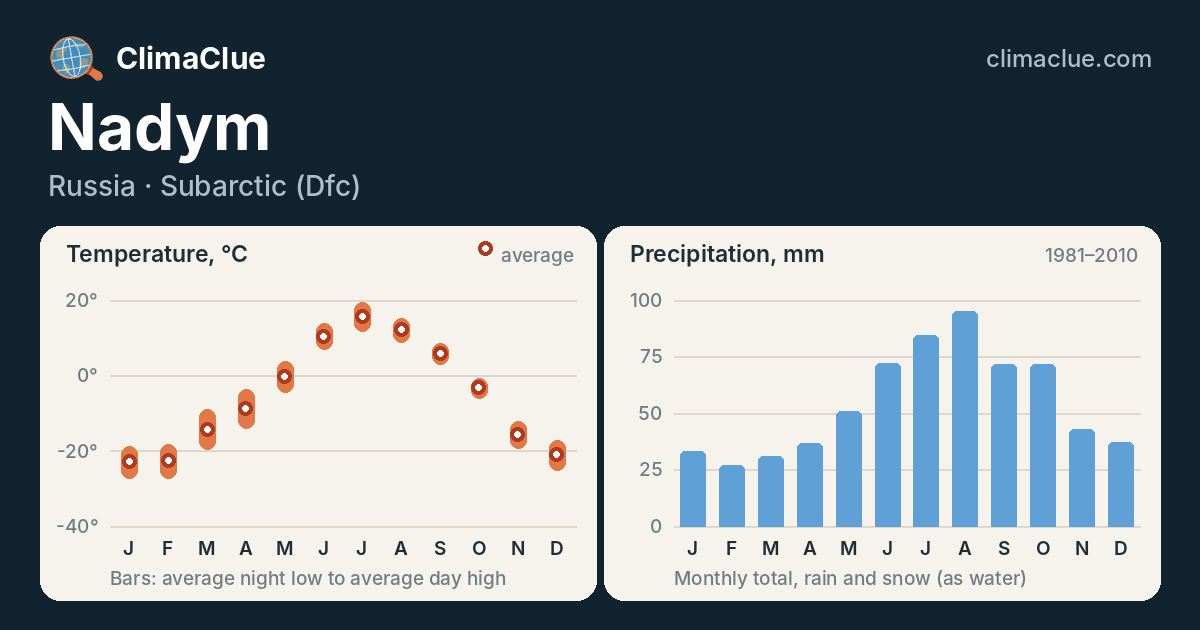 ClimaClue
climaclue.com
Nadym
Russia · Subarctic (Dfc)
Temperature, °C
average
20°
0°
-20°
-40°
J F M A M J J A S O N D
Bars: average night low to average day high
Precipitation, mm
1981–2010
100
75
50
25
0
J F M A M J J A S O N D
Monthly total, rain and snow (as water)